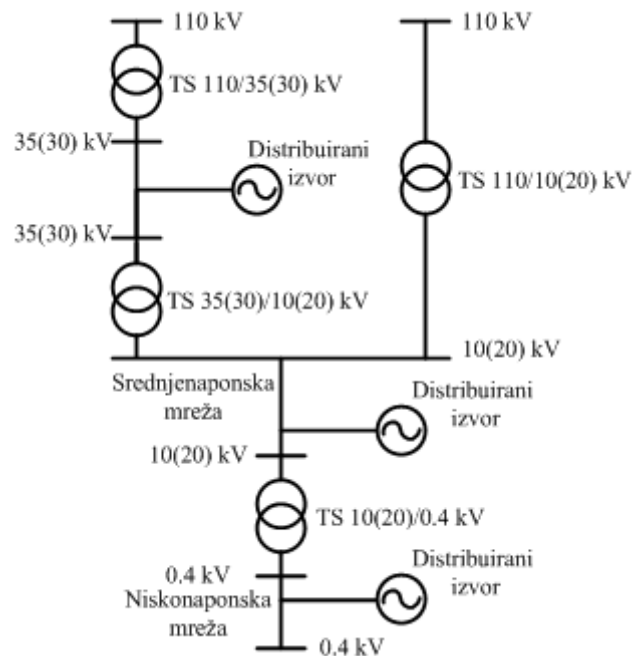 110 kV
110 kV
TS 110/35(30) kV
35(30) kV
Distribuirani
izvor
TS 110/10(20) kV
35(30) kV
TS 35(30)/10(20) kV
10(20) kV
Srednjenaponska
mreža
Distribuirani
izvor
10(20) kV
TS 10(20)/0.4 kV
Distribuirani
izvor
0.4 kV
Niskonaponska
mreža
0.4 kV